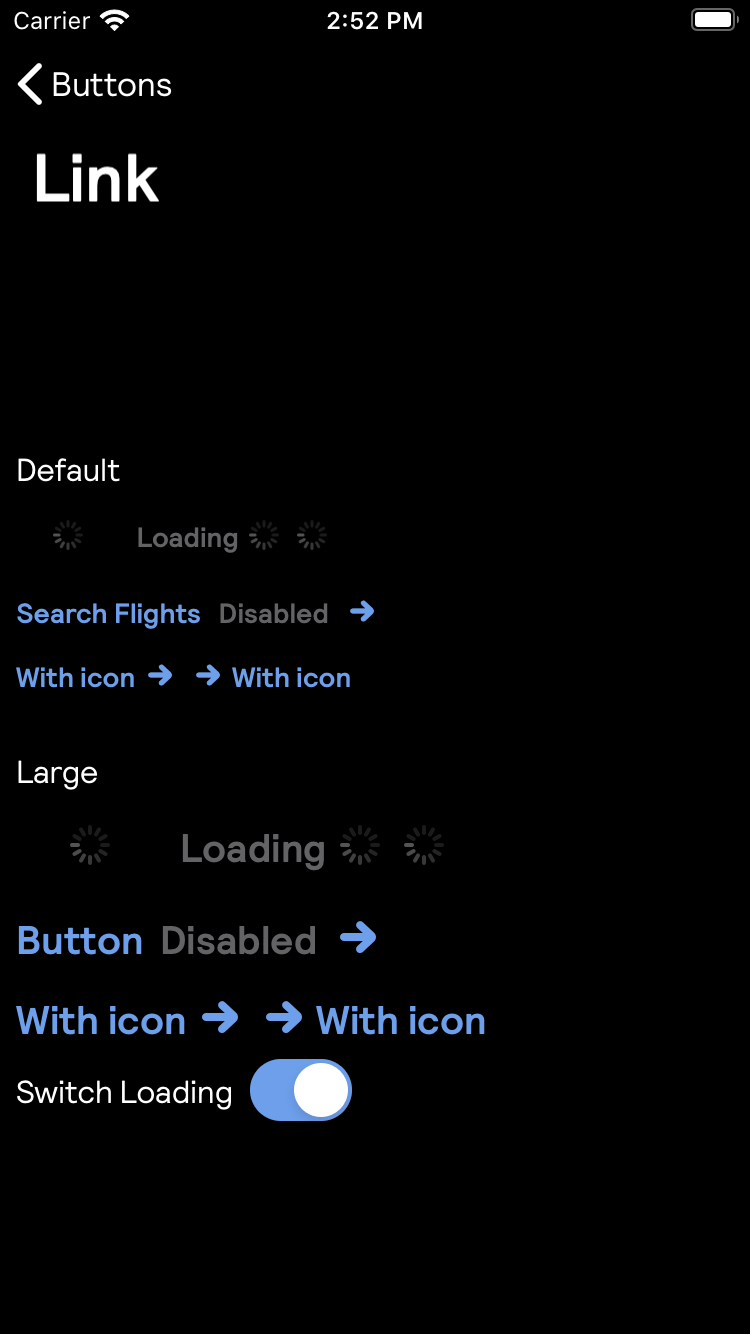 Carrier 2:52 PM
Buttons
Link
Default
Loading
Search Flights Disabled
With icon With icon
Large
Loading
Button Disabled
With icon With icon
Switch Loading